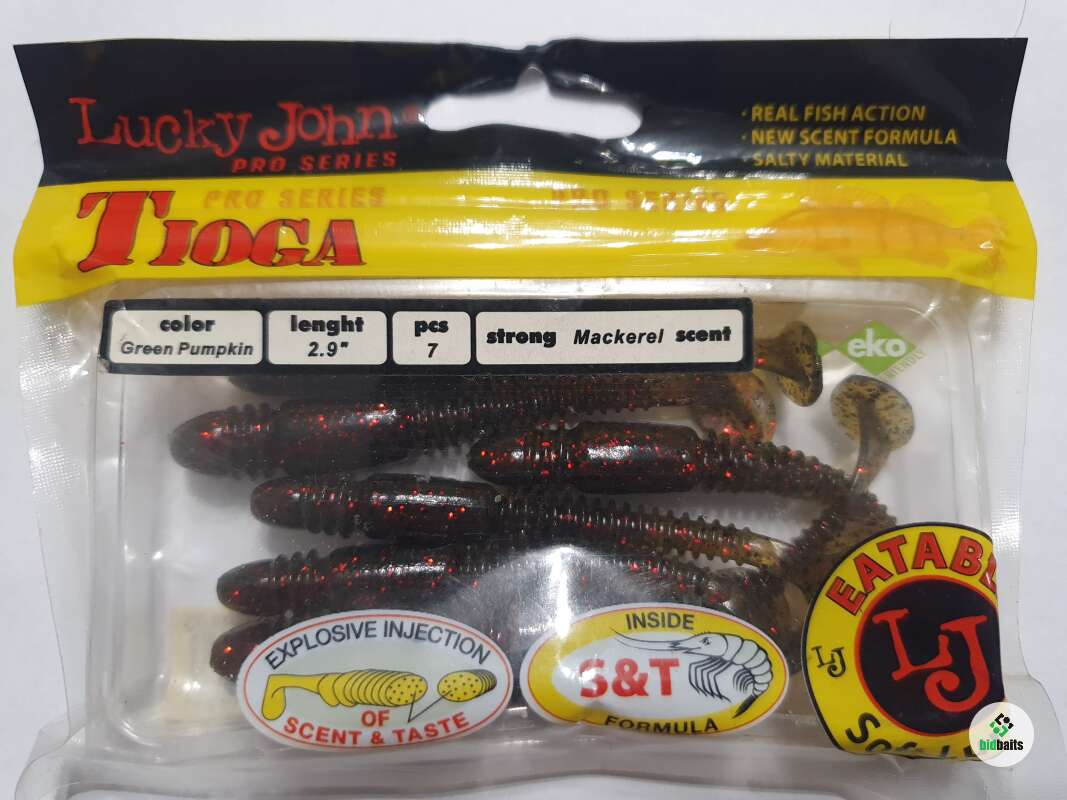 Lucky John
PRO SERIES
· REAL FISH ACTION
· NEW SCENT FORMULA
· SALTY MATERIAL
PRO SERIES
PRO SERIES
TIOGA
color
Green Pumpkin
lenght
2.9"
pcs
7
strong Mackerel scent
eko
EXPLOSIVE INJECTION
OF
SCENT & TASTE
INSIDE
S&T
FORMULA
EATAB
LJ
LJ
bidbaits